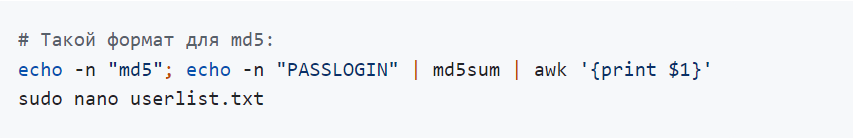 # Такой формат для md5:
echo -n "md5"; echo -n "PASSLOGIN" | md5sum | awk '{print $1}'
sudo nano userlist.txt